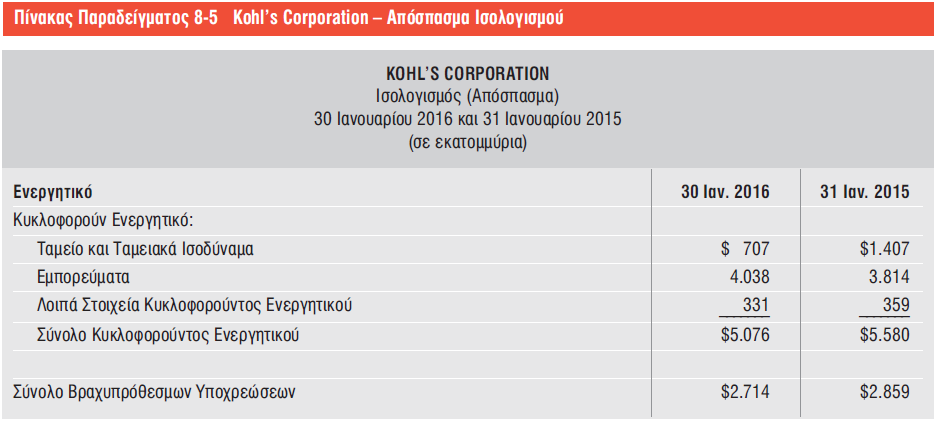 Πίνακας Παραδείγματος 8-5 Kohl's Corporation – Απόσπασμα Ισολογισμού
KOHL'S CORPORATION
Ισολογισμός (Απόσπασμα)
30 Ιανουαρίου 2016 και 31 Ιανουαρίου 2015
(σε εκατομμύρια)
Ενεργητικό 30 Ιαν. 2016 31 Ιαν. 2015
Κυκλοφορούν Ενεργητικό:
Ταμείο και Ταμειακά Ισοδύναμα $ 707 $1.407
Εμπορεύματα 4.038 3.814
Λοιπά Στοιχεία Κυκλοφορούντος Ενεργητικού 331 359
Σύνολο Κυκλοφορούντος Ενεργητικού $5.076 $5.580
Σύνολο Βραχυπρόθεσμων Υποχρεώσεων $2.714 $2.859